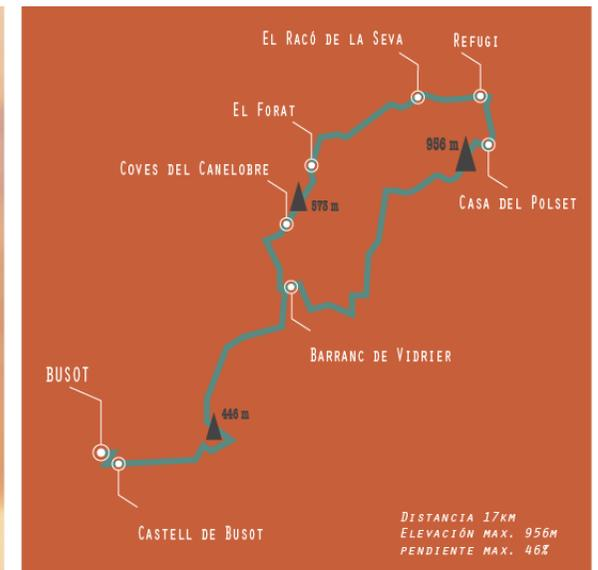 El Racó de la Seva
Refugi
El Forat
956 m
Coves del Canelobre
575 m
Casa del Polset
Barranc de Vidrier
BUSOT
446 m
Castell de Busot
Distancia 17km
Elevación max. 956m
pendiente max. 46%